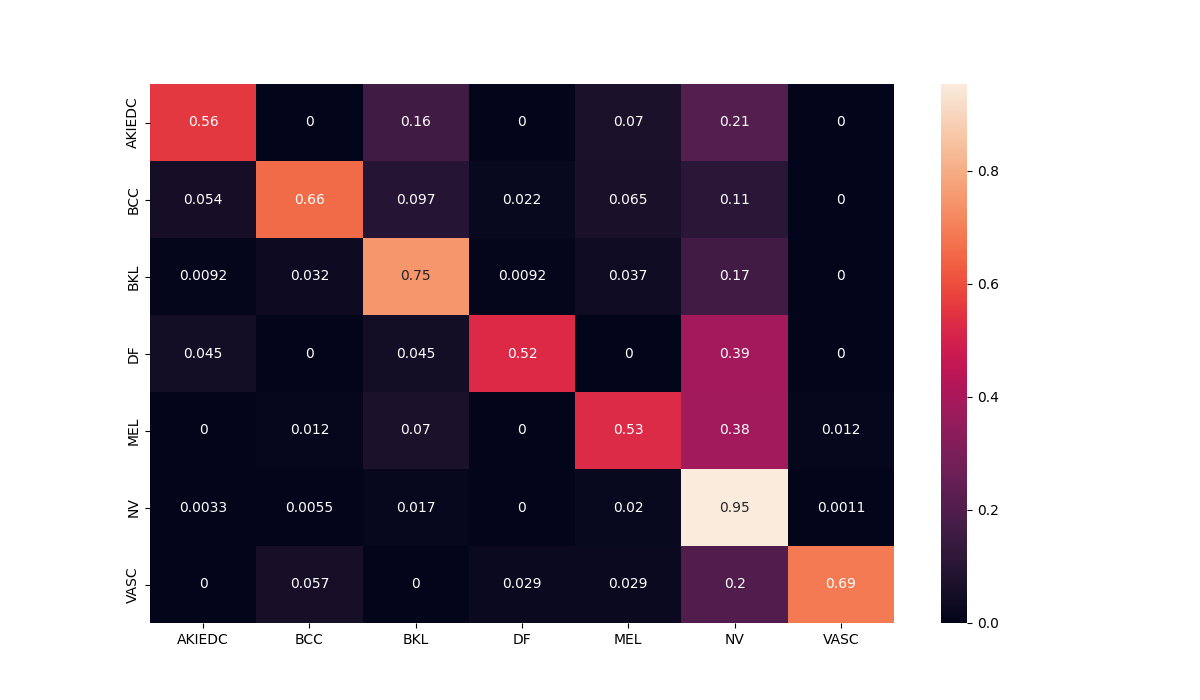 AKIEDC 0.56 0 0.16 0 0.07 0.21 0
BCC 0.054 0.66 0.097 0.022 0.065 0.11 0
BKL 0.0092 0.032 0.75 0.0092 0.037 0.17 0
DF 0.045 0 0.045 0.52 0 0.39 0
MEL 0 0.012 0.07 0 0.53 0.38 0.012
NV 0.0033 0.0055 0.017 0 0.02 0.95 0.0011
VASC 0 0.057 0 0.029 0.029 0.2 0.69
AKIEDC BCC BKL DF MEL NV VASC
0.8
0.6
0.4
0.2
0.0